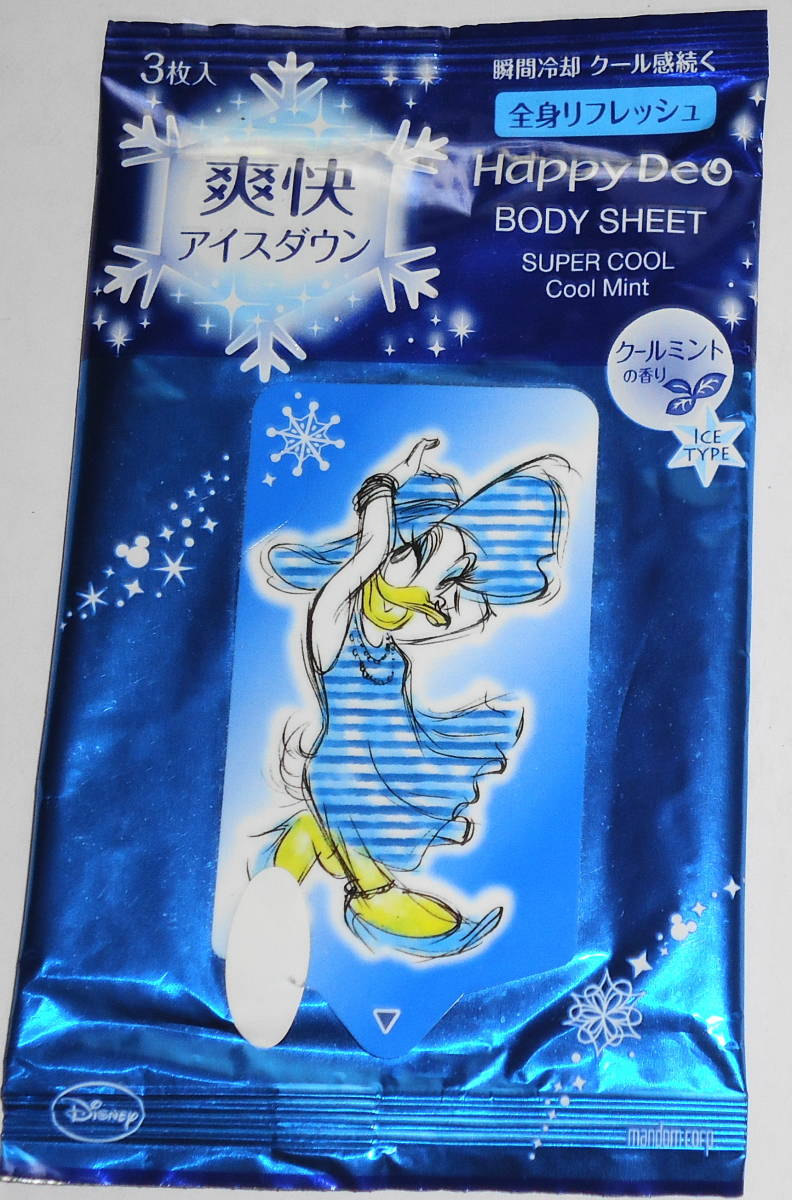 3枚入
瞬間冷却 クール感続く
全身リフレッシュ
爽快
アイスダウン
Happy Deo
BODY SHEET
SUPER COOL
Cool Mint
クールミント
の香り
ICE
TYPE
Disney
mandom corp.